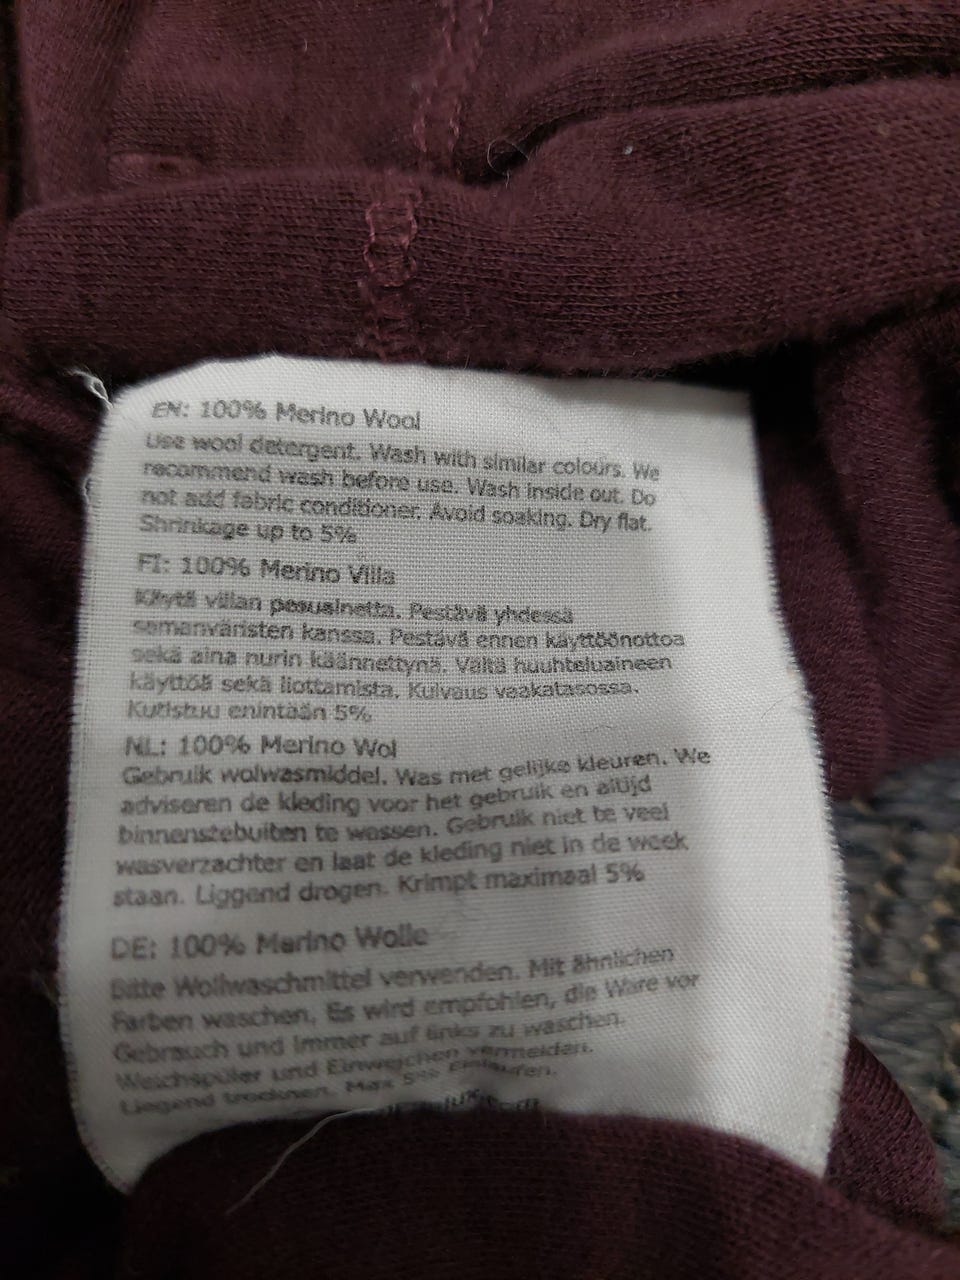 EN: 100% Merino Wool
Use wool detergent. Wash with similar colours. We
recommend wash before use. Wash inside out. Do
not add fabric conditioner. Avoid soaking. Dry flat.
Shrinkage up to 5%
FI: 100% Merino Villa
Käytä villan pesuainetta. Pestävä yhdessä
samanväristen kanssa. Pestävä ennen käyttöönottoa
sekä aina nurin käännettynä. Vältä huuhteluaineen
käyttöä sekä liottamista. Kuivaus vaakatasossa.
Kutistuu enintään 5%
NL: 100% Merino Wol
Gebruik wolwasmiddel. Was met gelijke kleuren. We
adviseren de kleding voor het gebruik en altijd
binnenstebuiten te wassen. Gebruik niet te veel
wasverzachter en laat de kleding niet in de week
staan. Liggend drogen. Krimpt maximaal 5%
DE: 100% Merino Wolle
Bitte Wollwaschmittel verwenden. Mit ähnlichen
Farben waschen. Es wird empfohlen, die Ware vor
Gebrauch und immer auf links zu waschen.
Weichspüler und Einweichen vermeiden.
Liegend trocknen. Max 5% Einlaufen.